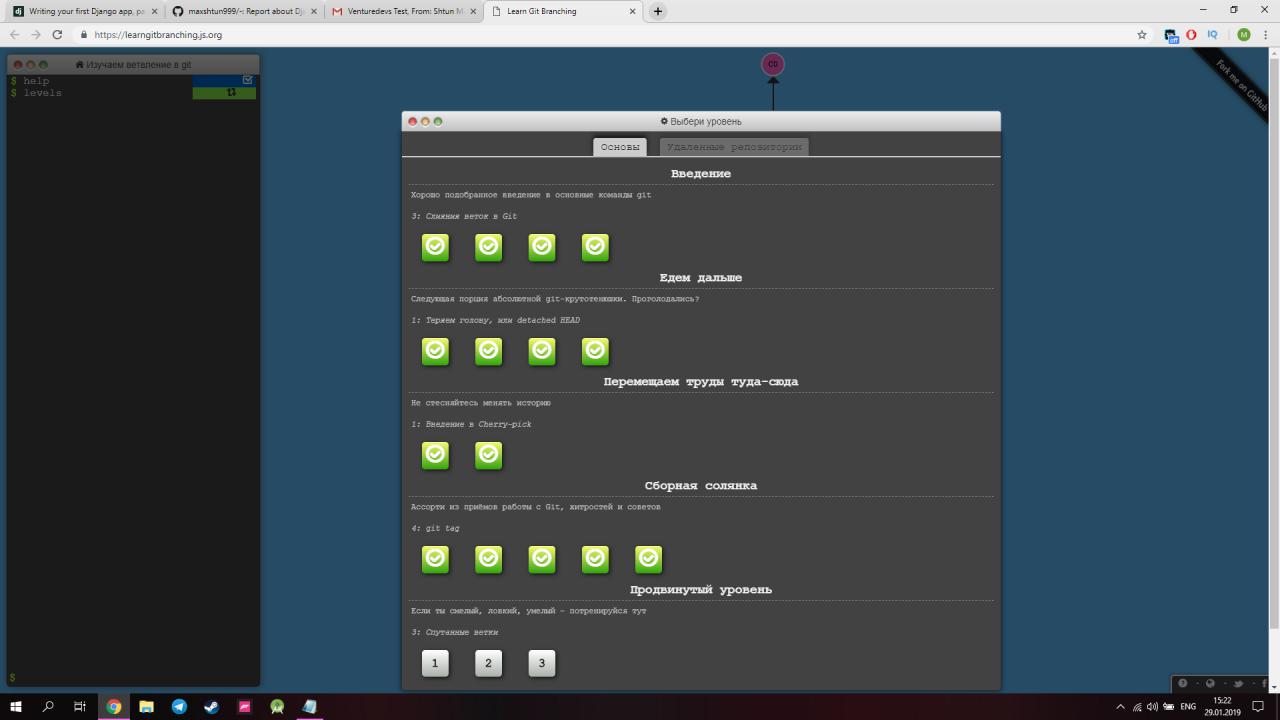 Writing your first Django app, pa
maxshtun999/-: Report about Dj
Venturedevs Test, From: Shtun M
Learn Git Branching
https://learngitbranching.js.org
off
IQ
M
Изучаем ветвление в git
$ help
$ levels
$
C0
Fork me on GitHub
Выбери уровень
Основы
Удаленные репозитории
Введение
Хорошо подобранное введение в основные команды git
3: Слияния веток в Git
Едем дальше
Следующая порция абсолютной git-крутотенюшки. Проголодались?
1: Теряем голову, или detached HEAD
Перемещаем труды туда-сюда
Не стесняйтесь менять историю
1: Введение в Cherry-pick
Сборная солянка
Ассорти из приёмов работы с Git, хитростей и советов
4: git tag
Продвинутый уровень
Если ты смелый, ловкий, умелый - потренируйся тут
3: Спутанные ветки
1 2 3
ENG
15:22
29.01.2019